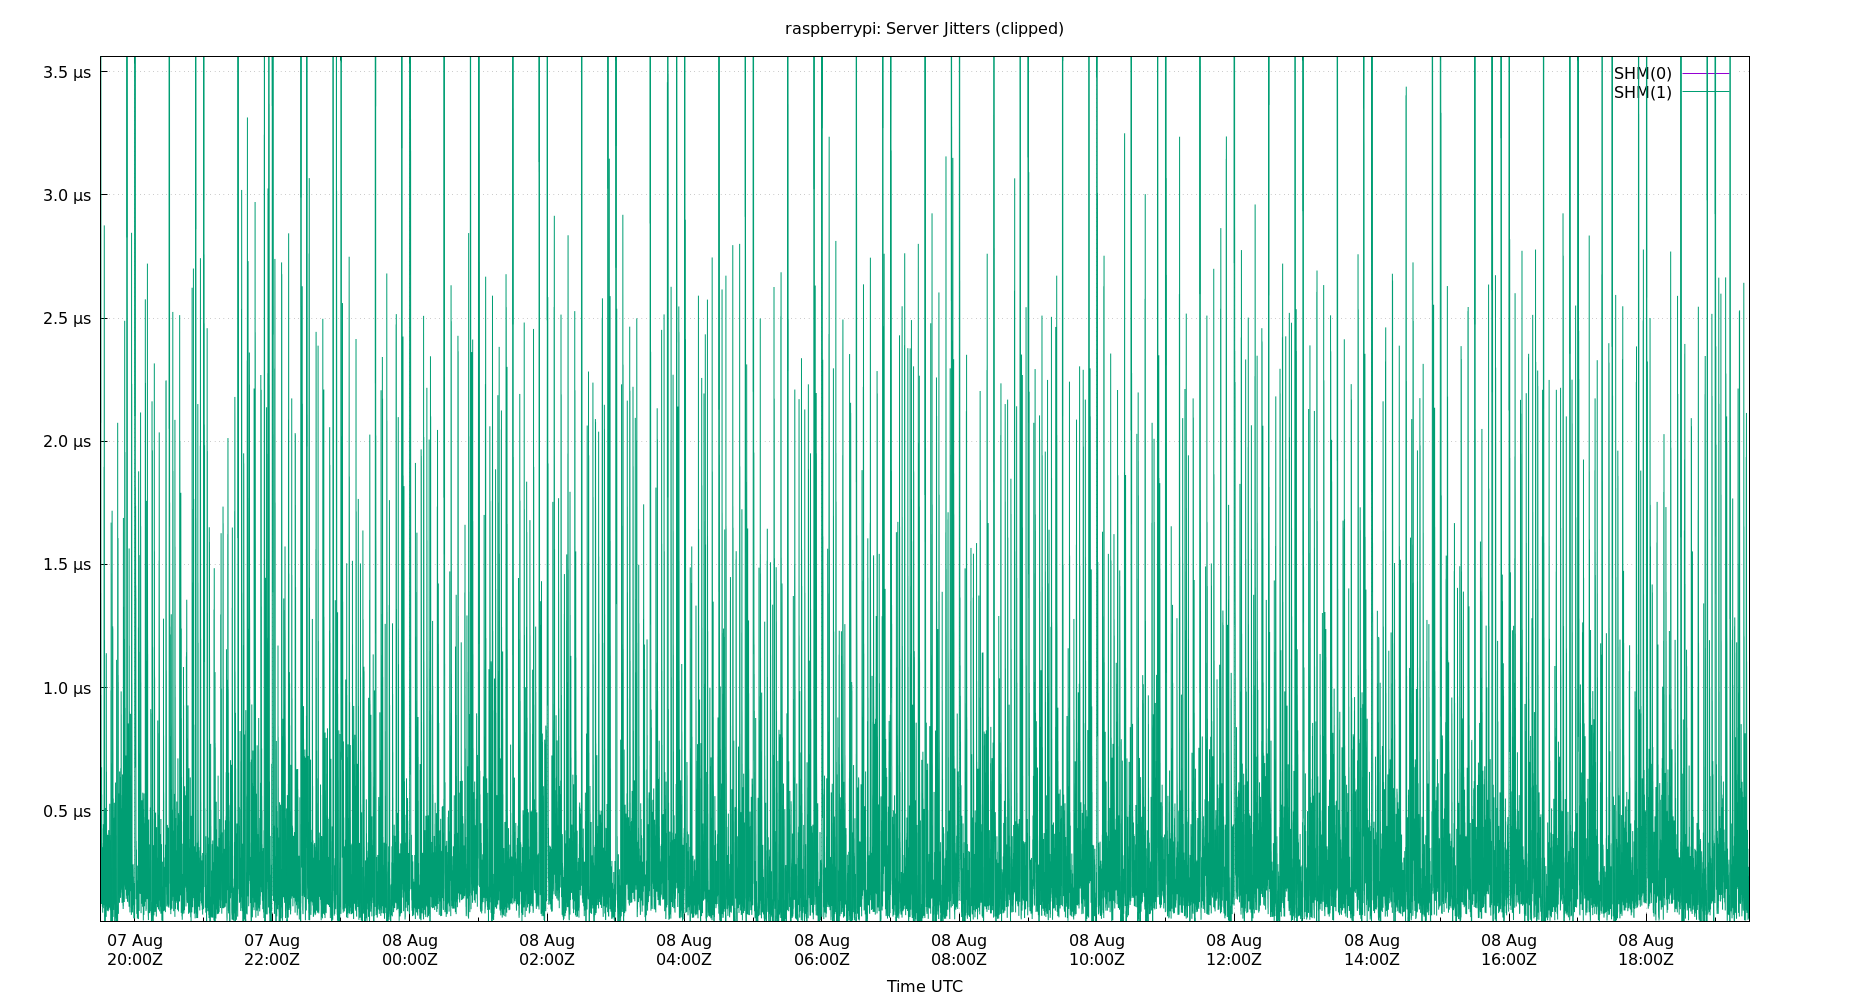 raspberrypi: Server Jitters (clipped)
3.5 µs
3.0 µs
2.5 µs
2.0 µs
1.5 µs
1.0 µs
0.5 µs
SHM(0)
SHM(1)
07 Aug
20:00Z
07 Aug
22:00Z
08 Aug
00:00Z
08 Aug
02:00Z
08 Aug
04:00Z
08 Aug
06:00Z
08 Aug
08:00Z
08 Aug
10:00Z
08 Aug
12:00Z
08 Aug
14:00Z
08 Aug
16:00Z
08 Aug
18:00Z
Time UTC